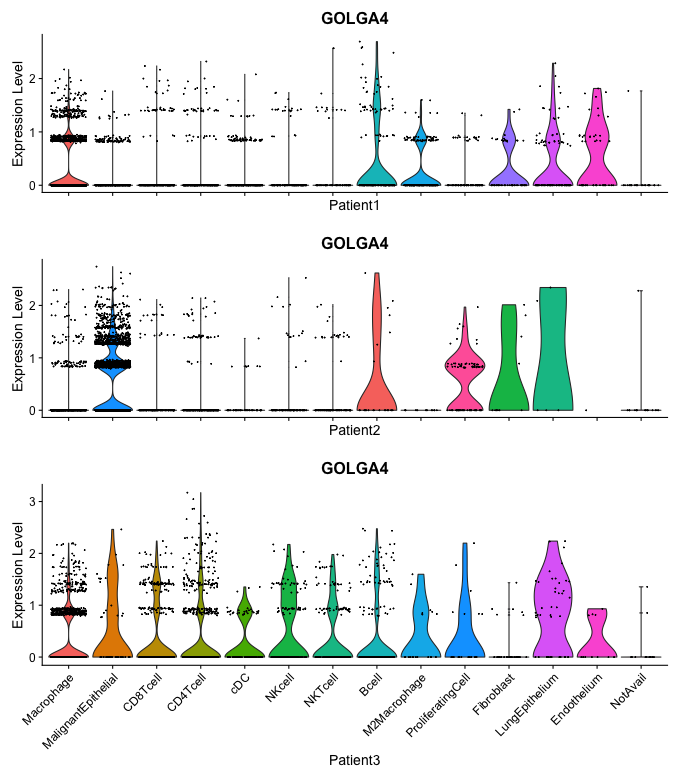 GOLGA4
Expression Level
2
1
0
Patient1
GOLGA4
Expression Level
2
1
0
Patient2
GOLGA4
Expression Level
3
2
1
0
Macrophage
MalignantEpithelial
CD8Tcell
CD4Tcell
cDC
NKcell
NKTcell
Bcell
M2Macrophage
ProliferatingCell
Fibroblast
LungEpithelium
Endothelium
NotAvail
Patient3